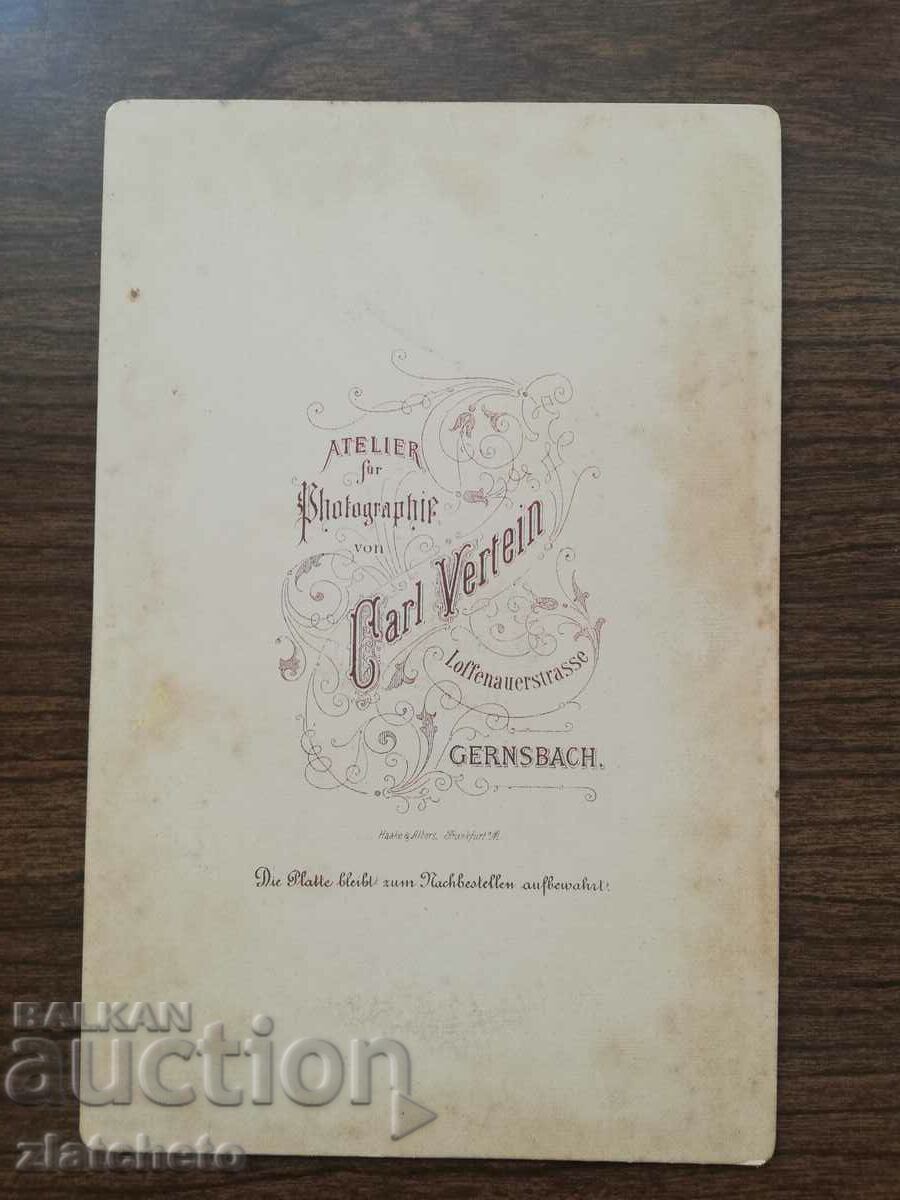 ATELIER
für
Photographie
von
Carl Vertein
Loffenauerstrasse
GERNSBACH.
Haake & Albers, Frankfurt a/M.
Die Platte bleibt zum Nachbestellen aufbewahrt.
BALKAN
auction
zlatcheto